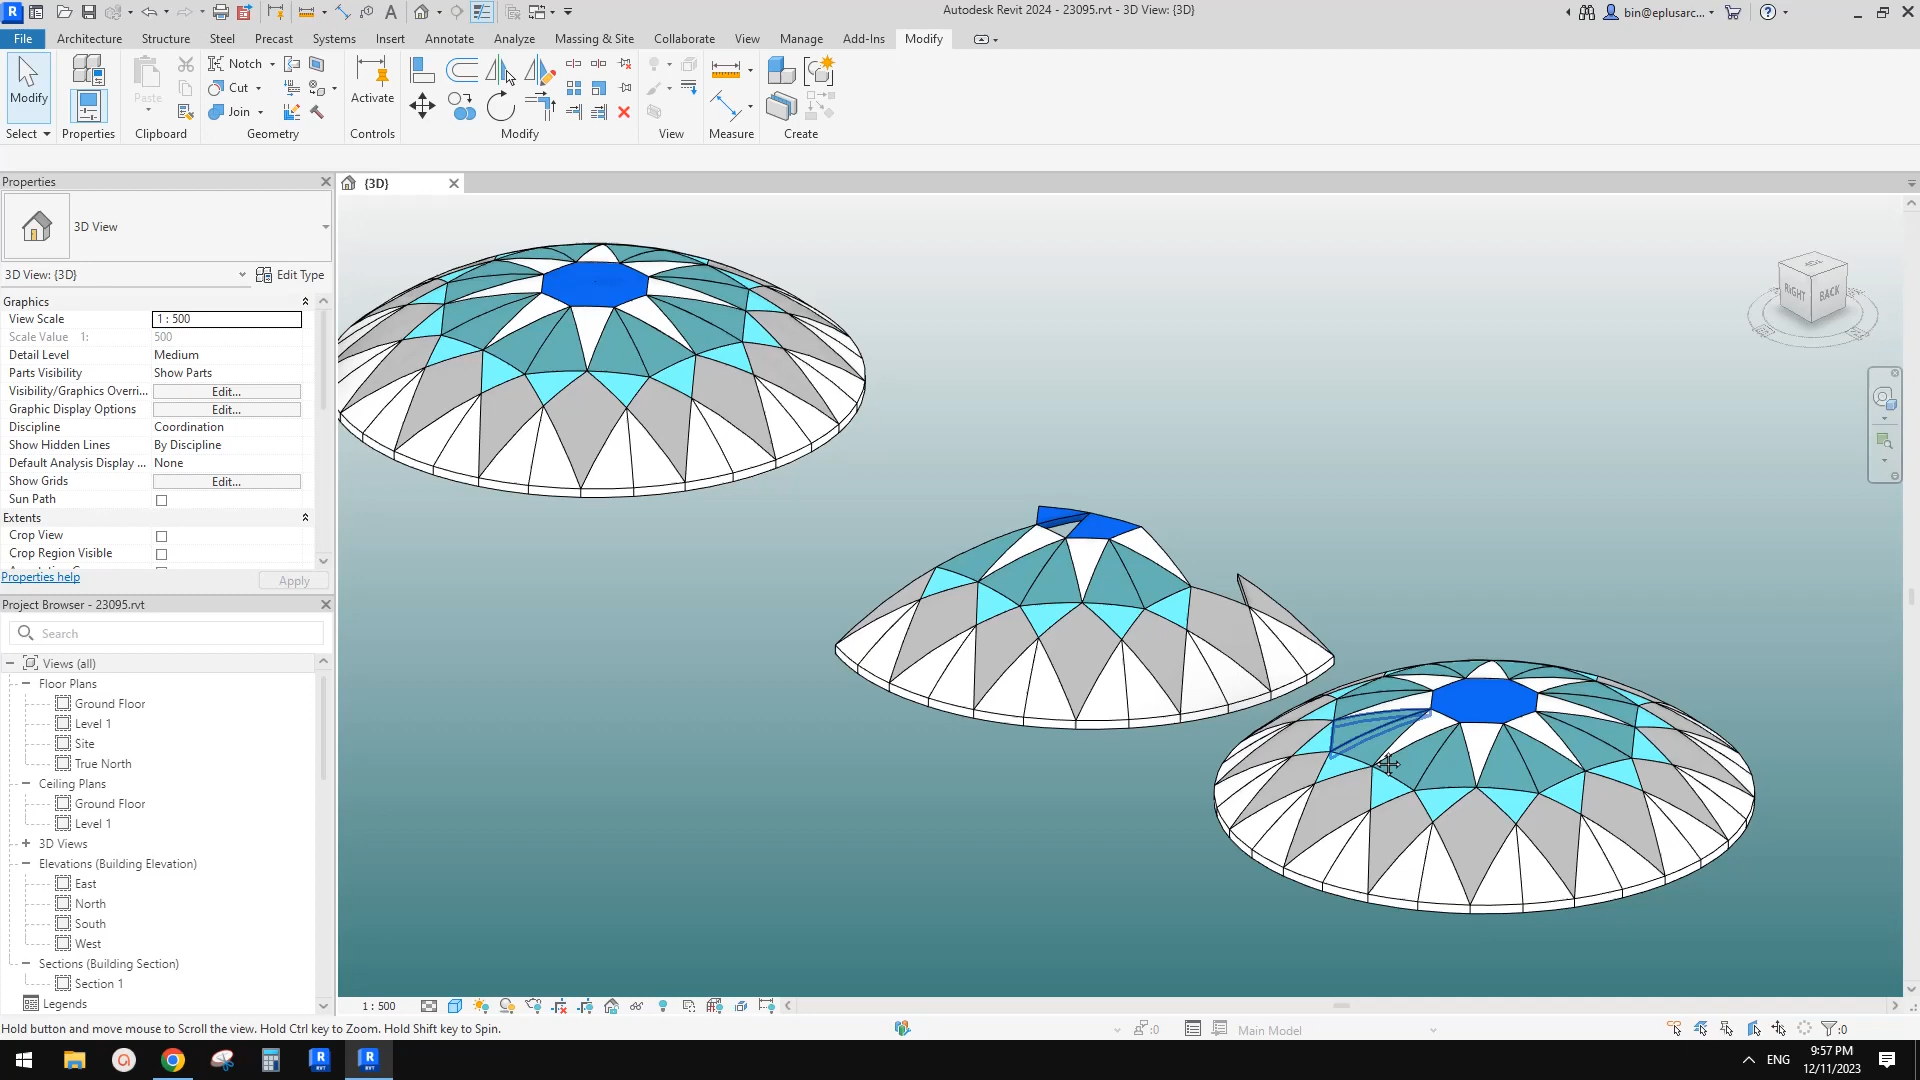 Autodesk Revit 2024 - 23095.rvt - 3D View: {3D}
bin@eplusarc...
File Architecture Structure Steel Precast Systems Insert Annotate Analyze Massing & Site Collaborate View Manage Add-Ins Modify
Modify
Paste
Notch
Cut
Join
Activate
Select Properties Clipboard Geometry Controls Modify View Measure Create
Properties
{3D}
3D View
3D View: {3D}
Edit Type
Graphics
View Scale 1 : 500
Scale Value 1: 500
Detail Level Medium
Parts Visibility Show Parts
Visibility/Graphics Overri... Edit...
Graphic Display Options Edit...
Discipline Coordination
Show Hidden Lines By Discipline
Default Analysis Display ... None
Show Grids Edit...
Sun Path
Extents
Crop View
Crop Region Visible
Properties help
Apply
Project Browser - 23095.rvt
Search
Views (all)
Floor Plans
Ground Floor
Level 1
Site
True North
Ceiling Plans
Ground Floor
Level 1
3D Views
Elevations (Building Elevation)
East
North
South
West
Sections (Building Section)
Section 1
Legends
RIGHT
BACK
1 : 500
Hold button and move mouse to Scroll the view. Hold Ctrl key to Zoom. Hold Shift key to Spin.
:0
Main Model
:0
ENG
9:57 PM
12/11/2023